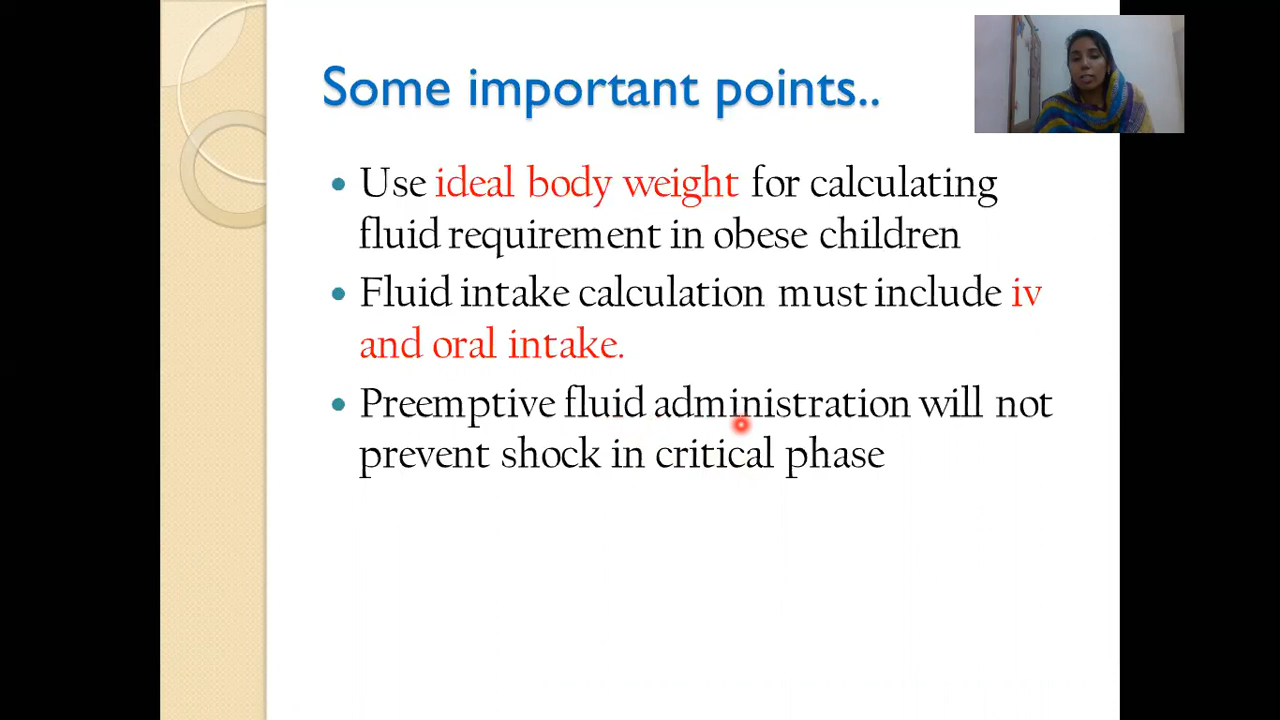 Some important points..
Use ideal body weight for calculating
fluid requirement in obese children
Fluid intake calculation must include iv
and oral intake.
Preemptive fluid administration will not
prevent shock in critical phase